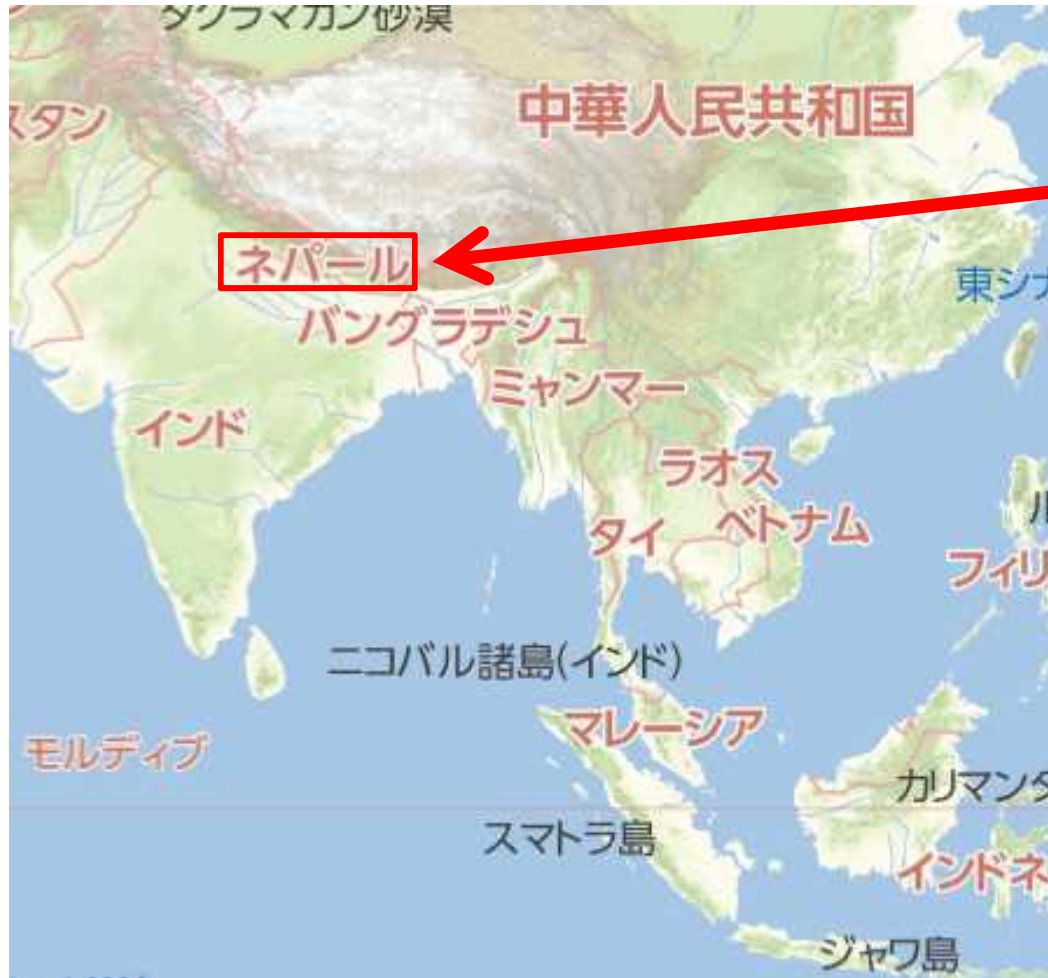 タクラマカン砂漠
中華人民共和国
スタン
ネパール
東シナ
バングラデシュ
ミャンマー
インド
ラオス
ベトナム
タイ
ル
フィリ
ニコバル諸島(インド)
マレーシア
モルディブ
カリマンタ
スマトラ島
インドネ
ジャワ島